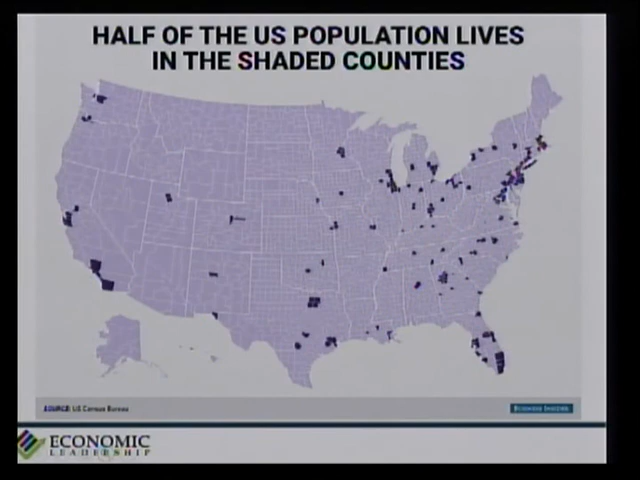 HALF OF THE US POPULATION LIVES
IN THE SHADED COUNTIES
SOURCE: US Census Bureau
BUSINESS INSIDER
ECONOMIC
LEADERSHIP